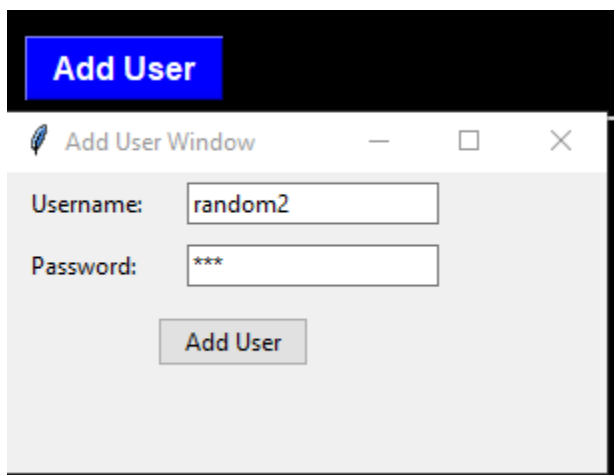 Add User
Add User Window
Username: random2
Password: ***
Add User